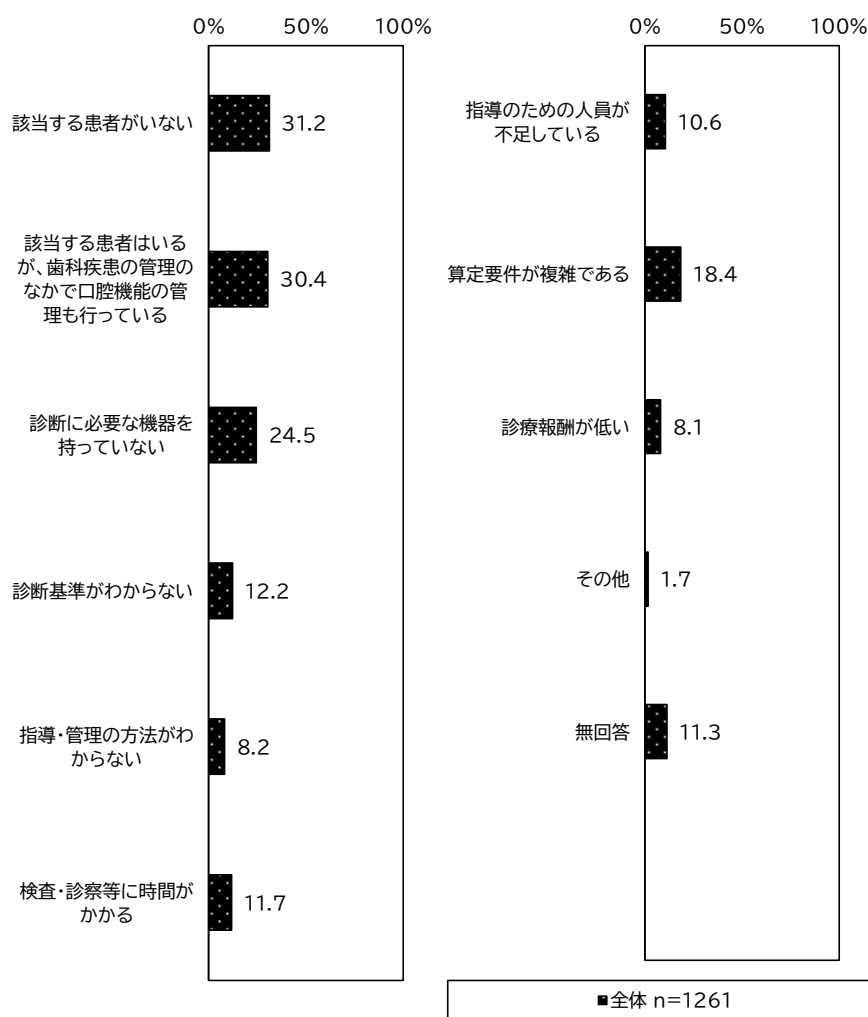 0% 50% 100%
該当する患者がいない 31.2
該当する患者はいる
が、歯科疾患の管理の
なかで口腔機能の管
理も行っている
30.4
診断に必要な機器を
持っていない
24.5
診断基準がわからない 12.2
指導・管理の方法がわ
からない
8.2
検査・診察等に時間が
かかる
11.7
0% 50% 100%
指導のための人員が
不足している
10.6
算定要件が複雑である 18.4
診療報酬が低い 8.1
その他 1.7
無回答 11.3
全体 n=1261